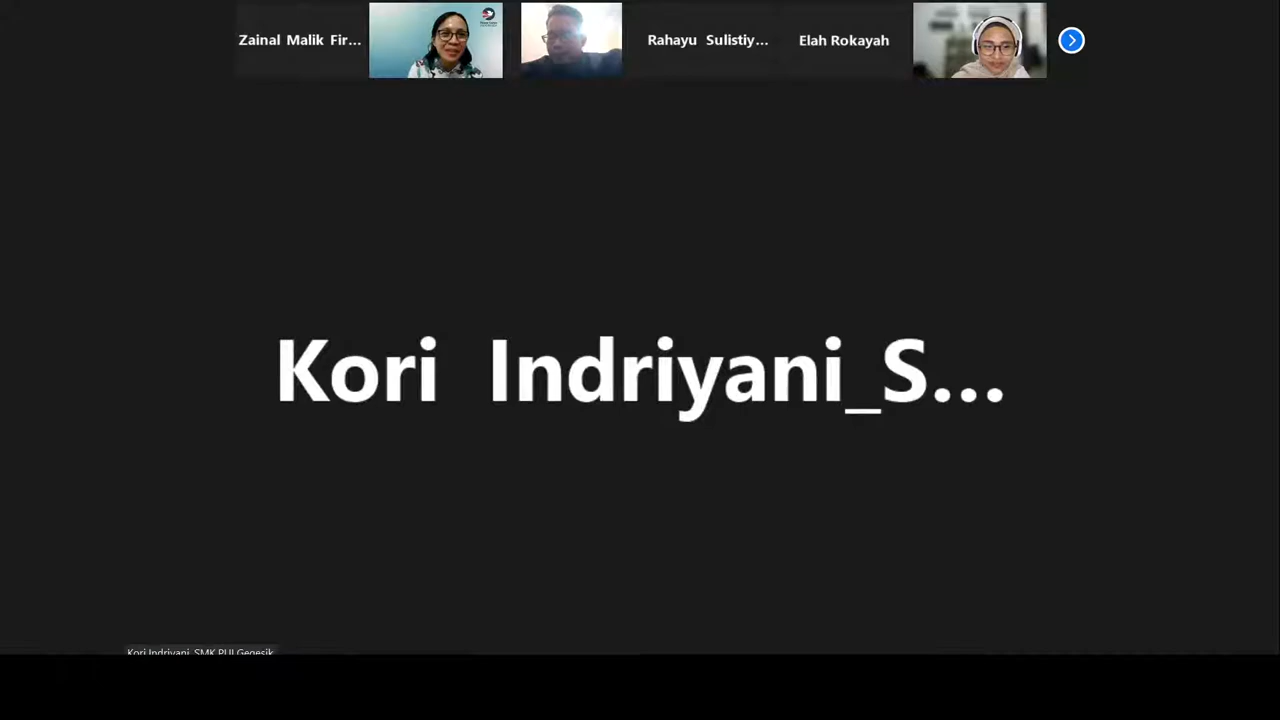 Zainal Malik Fir...
Rahayu Sulistiy...
Elah Rokayah
Kori Indriyani_S...
Kori Indriyani_SMK PUI Gegesik